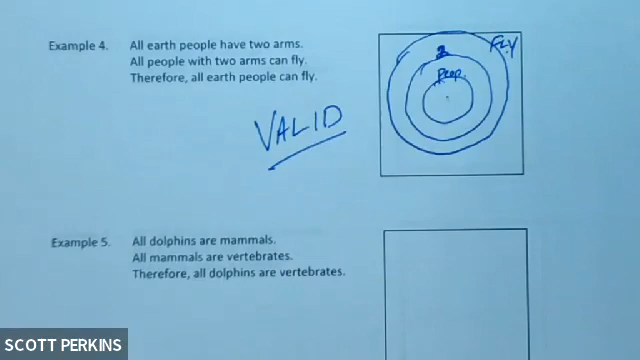 Example 4. All earth people have two arms.
All people with two arms can fly.
Therefore, all earth people can fly.
FLY
2
Peop.
VALID
Example 5. All dolphins are mammals.
All mammals are vertebrates.
Therefore, all dolphins are vertebrates.
SCOTT PERKINS